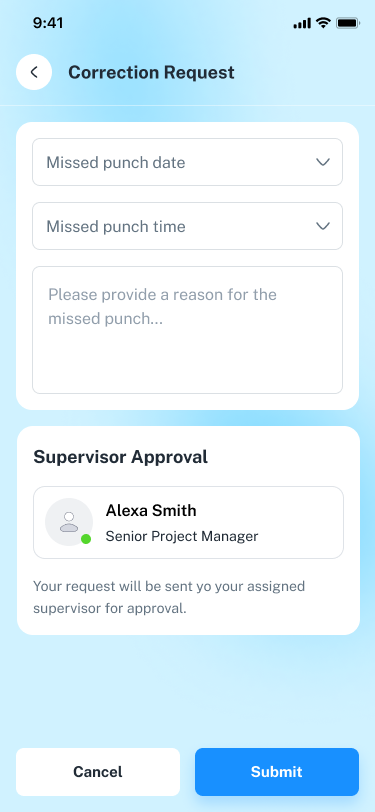 9:41
Correction Request
Missed punch date
Missed punch time
Please provide a reason for the
missed punch...
Supervisor Approval
Alexa Smith
Senior Project Manager
Your request will be sent yo your assigned
supervisor for approval.
Cancel
Submit